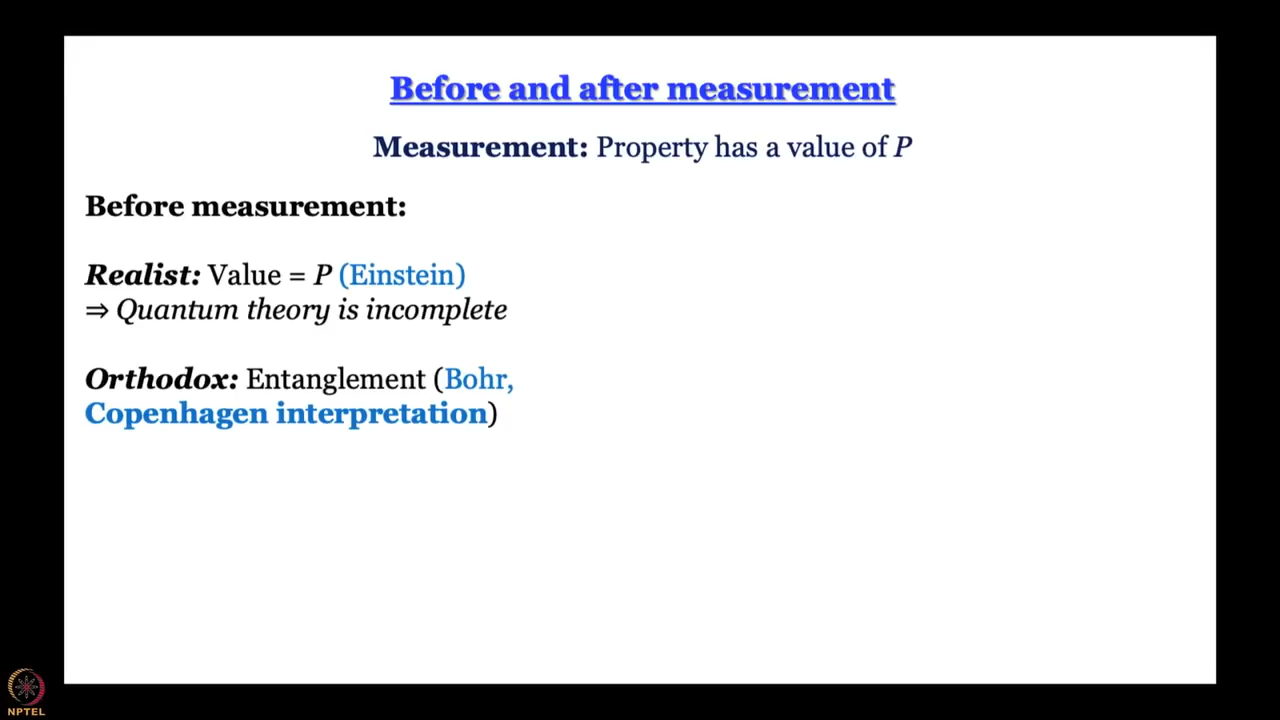 Before and after measurement
Measurement: Property has a value of P
Before measurement:
Realist: Value = P (Einstein)
⇒ Quantum theory is incomplete
Orthodox: Entanglement (Bohr,
Copenhagen interpretation)
NPTEL